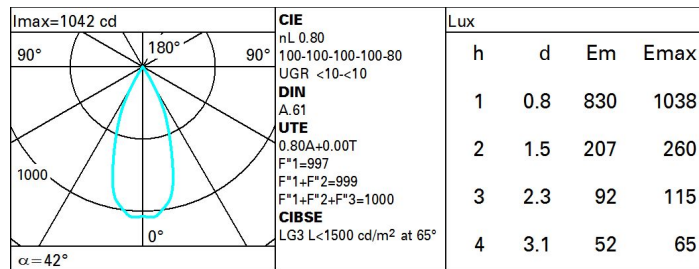 Imax=1042 cd
90°
180°
90°
1000
0°
α=42°
CIE
nL 0.80
100-100-100-100-80
UGR <10-<10
DIN
A.61
UTE
0.80A+0.00T
F"1=997
F"1+F"2=999
F"1+F"2+F"3=1000
CIBSE
LG3 L<1500 cd/m² at 65°
Lux
h d Em Emax
1 0.8 830 1038
2 1.5 207 260
3 2.3 92 115
4 3.1 52 65